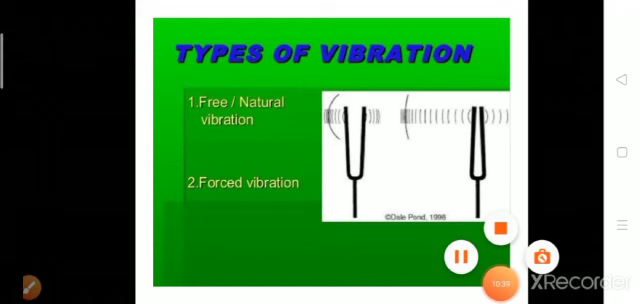 TYPES OF VIBRATION
1.Free / Natural
vibration
2.Forced vibration
©Dale Pond, 1998
10:39
XRecorder